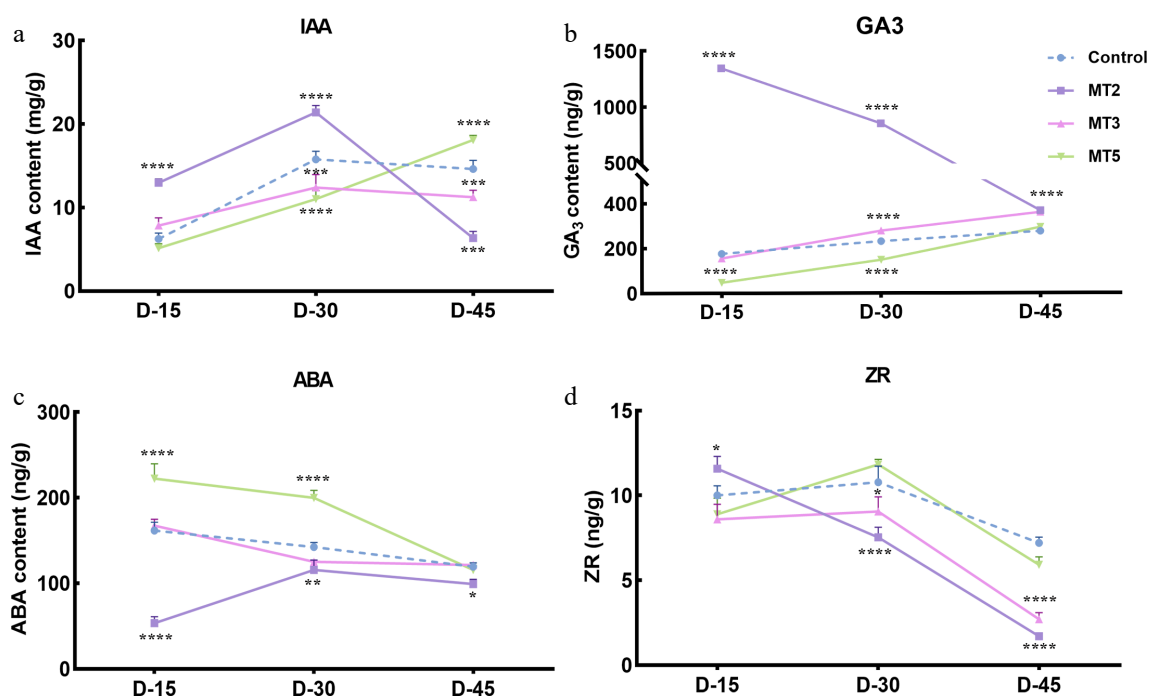 a
IAA
IAA content (mg/g)
30
20
10
0
****
****
****
***
***
****
***
D-15
D-30
D-45
b
GA3
GA₃ content (ng/g)
1500
1000
500
400
200
0
****
****
****
****
****
****
D-15
D-30
D-45
Control
MT2
MT3
MT5
c
ABA
ABA content (ng/g)
300
200
100
0
****
****
**
*
****
D-15
D-30
D-45
d
ZR
ZR (ng/g)
15
10
5
0
*
*
****
****
****
D-15
D-30
D-45